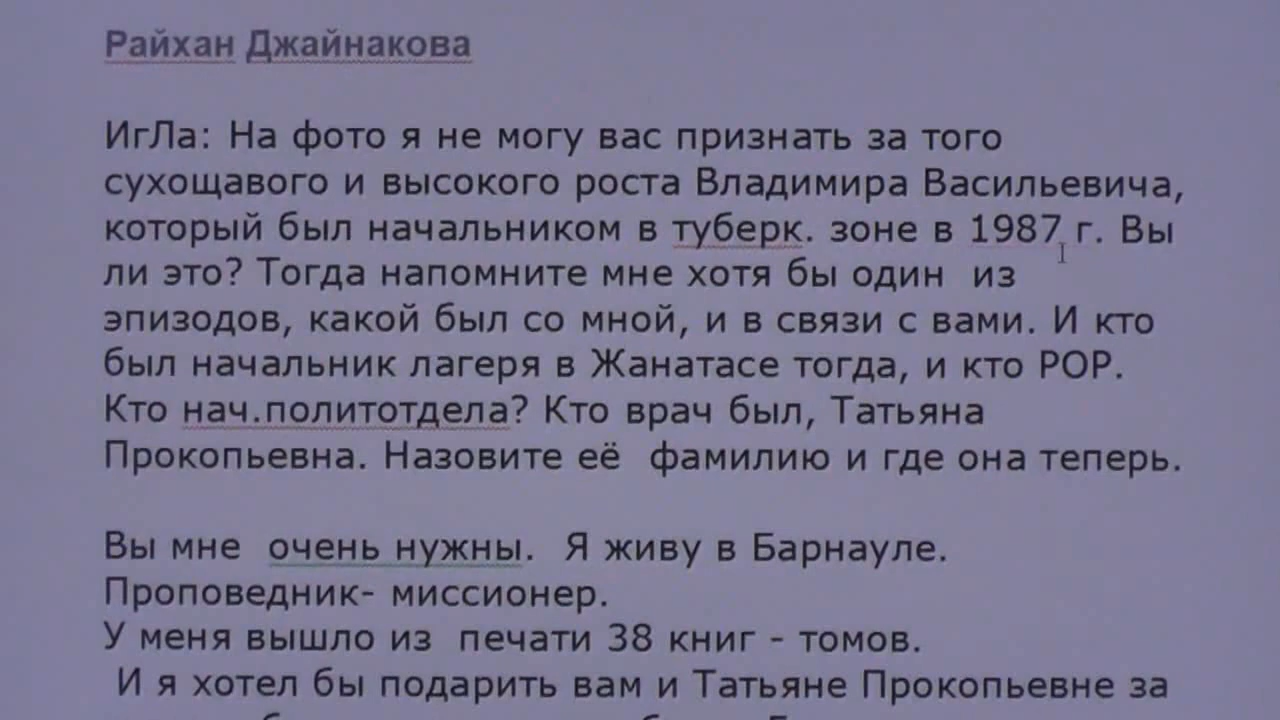 Райхан Джайнакова
ИгЛа: На фото я не могу вас признать за того
сухощавого и высокого роста Владимира Васильевича,
который был начальником в туберк. зоне в 1987 г. Вы
ли это? Тогда напомните мне хотя бы один из
эпизодов, какой был со мной, и в связи с вами. И кто
был начальник лагеря в Жанатасе тогда, и кто РОР.
Кто нач.политотдела? Кто врач был, Татьяна
Прокопьевна. Назовите её фамилию и где она теперь.
Вы мне очень нужны. Я живу в Барнауле.
Проповедник- миссионер.
У меня вышло из печати 38 книг - томов.
И я хотел бы подарить вам и Татьяне Прокопьевне за